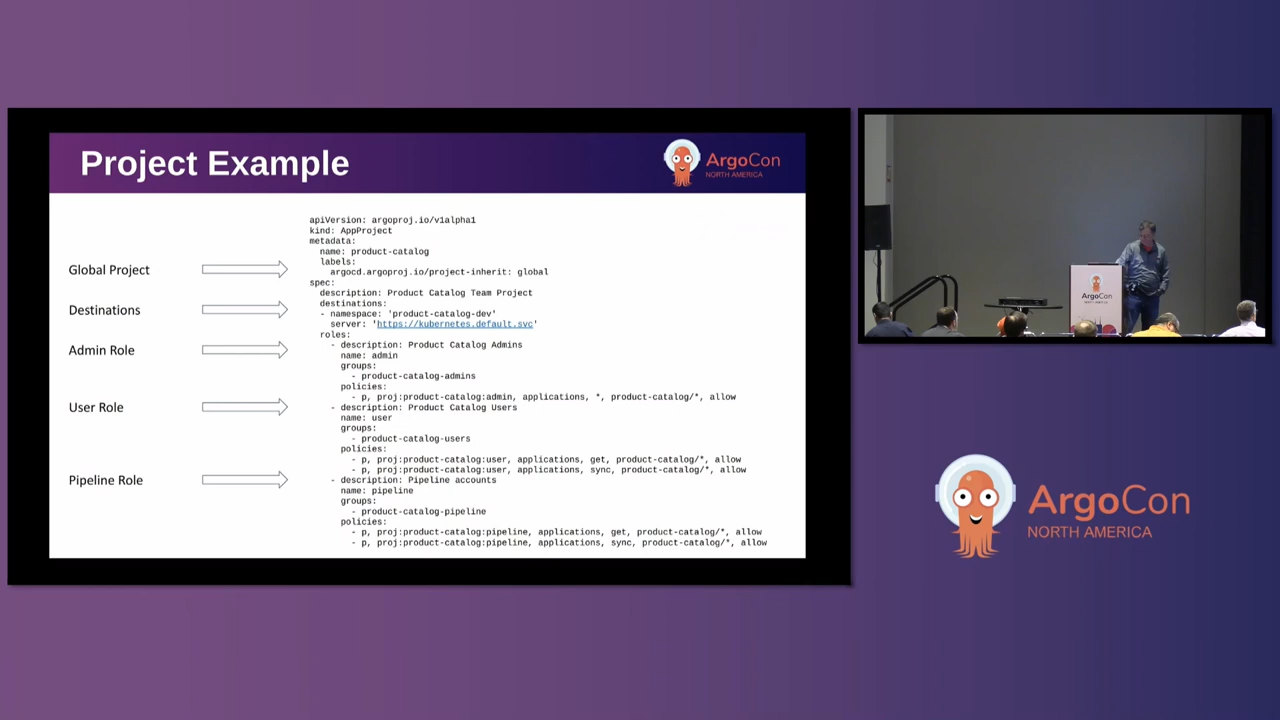 Project Example
ArgoCon
NORTH AMERICA
Global Project
Destinations
Admin Role
User Role
Pipeline Role
apiVersion: argoproj.io/v1alpha1
kind: AppProject
metadata:
  name: product-catalog
  labels:
    argocd.argoproj.io/project-inherit: global
spec:
  description: Product Catalog Team Project
  destinations:
  - namespace: 'product-catalog-dev'
    server: 'https://kubernetes.default.svc'
  roles:
    - description: Product Catalog Admins
      name: admin
      groups:
        - product-catalog-admins
      policies:
        - p, proj:product-catalog:admin, applications, *, product-catalog/*, allow
    - description: Product Catalog Users
      name: user
      groups:
        - product-catalog-users
      policies:
        - p, proj:product-catalog:user, applications, get, product-catalog/*, allow
        - p, proj:product-catalog:user, applications, sync, product-catalog/*, allow
    - description: Pipeline accounts
      name: pipeline
      groups:
        - product-catalog-pipeline
      policies:
        - p, proj:product-catalog:pipeline, applications, get, product-catalog/*, allow
        - p, proj:product-catalog:pipeline, applications, sync, product-catalog/*, allow
ArgoCon
NORTH AMERICA
ArgoCon
NORTH AMERICA